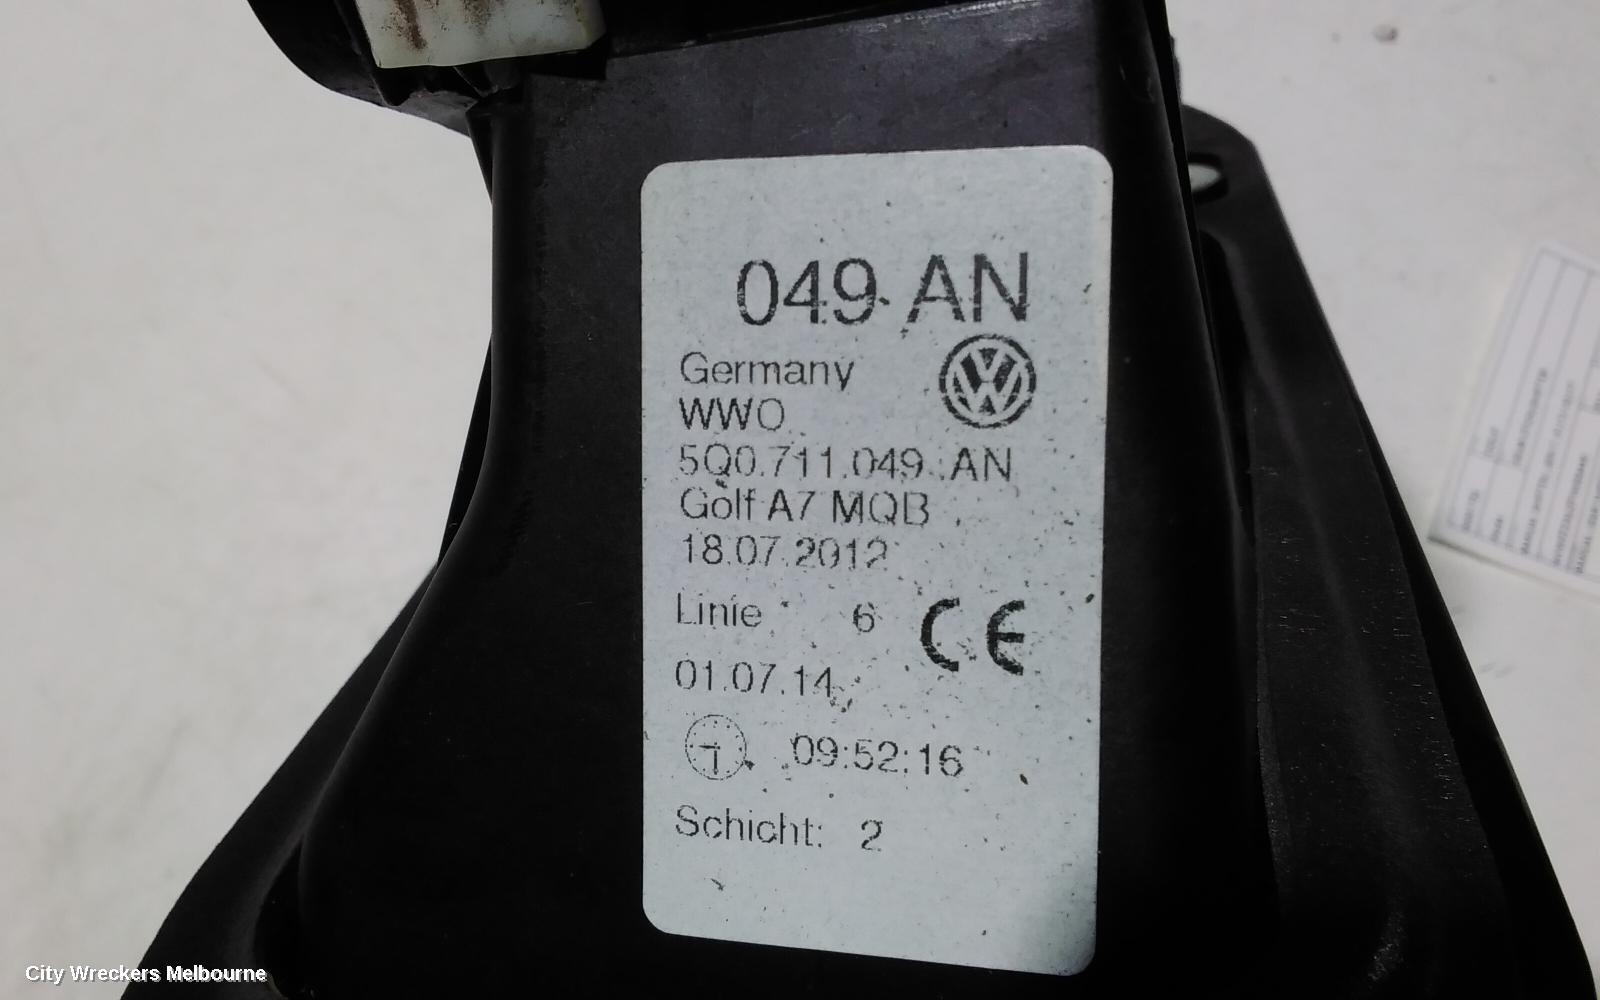 049 AN
Germany
WWO
5Q0.711.049 .AN
Golf A7 MQB
18.07.2012
Linie 6 CE
01.07.14
09:52:16
Schicht: 2
City Wreckers Melbourne